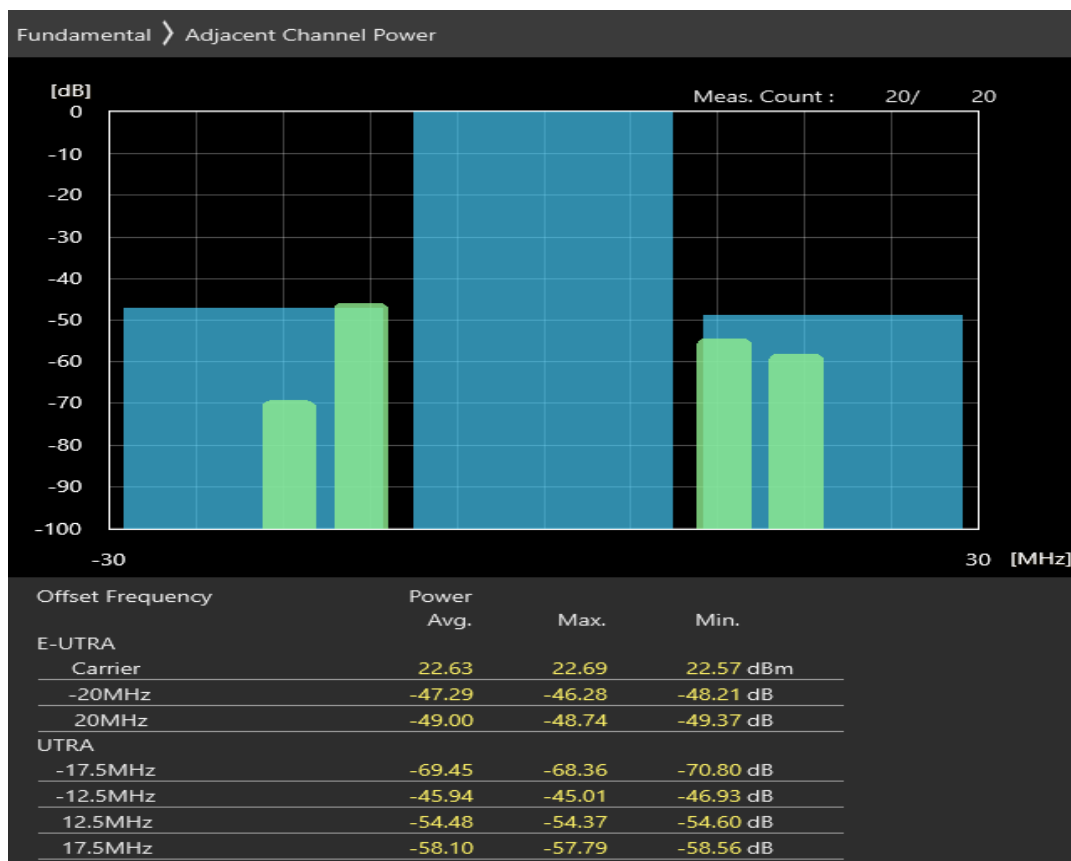 Fundamental 〉 Adjacent Channel Power
[dB]
Meas. Count : 20/ 20
0
-10
-20
-30
-40
-50
-60
-70
-80
-90
-100
-30 30 [MHz]
Offset Frequency Power
Avg. Max. Min.
E-UTRA
Carrier 22.63 22.69 22.57 dBm
-20MHz -47.29 -46.28 -48.21 dB
20MHz -49.00 -48.74 -49.37 dB
UTRA
-17.5MHz -69.45 -68.36 -70.80 dB
-12.5MHz -45.94 -45.01 -46.93 dB
12.5MHz -54.48 -54.37 -54.60 dB
17.5MHz -58.10 -57.79 -58.56 dB